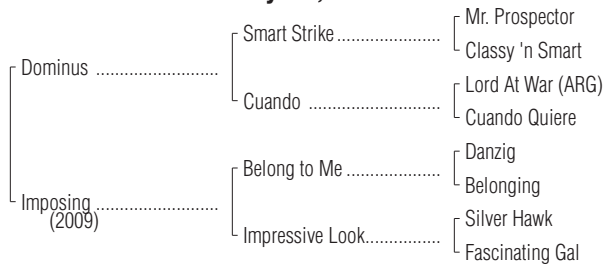 Mr. Prospector
Smart Strike ....................
Classy 'n Smart
Dominus ........................
Lord At War (ARG)
Cuando ..........................
Cuando Quiere
Danzig
Belong to Me ..................
Belonging
Imposing ........................
(2009)
Silver Hawk
Impressive Look...............
Fascinating Gal